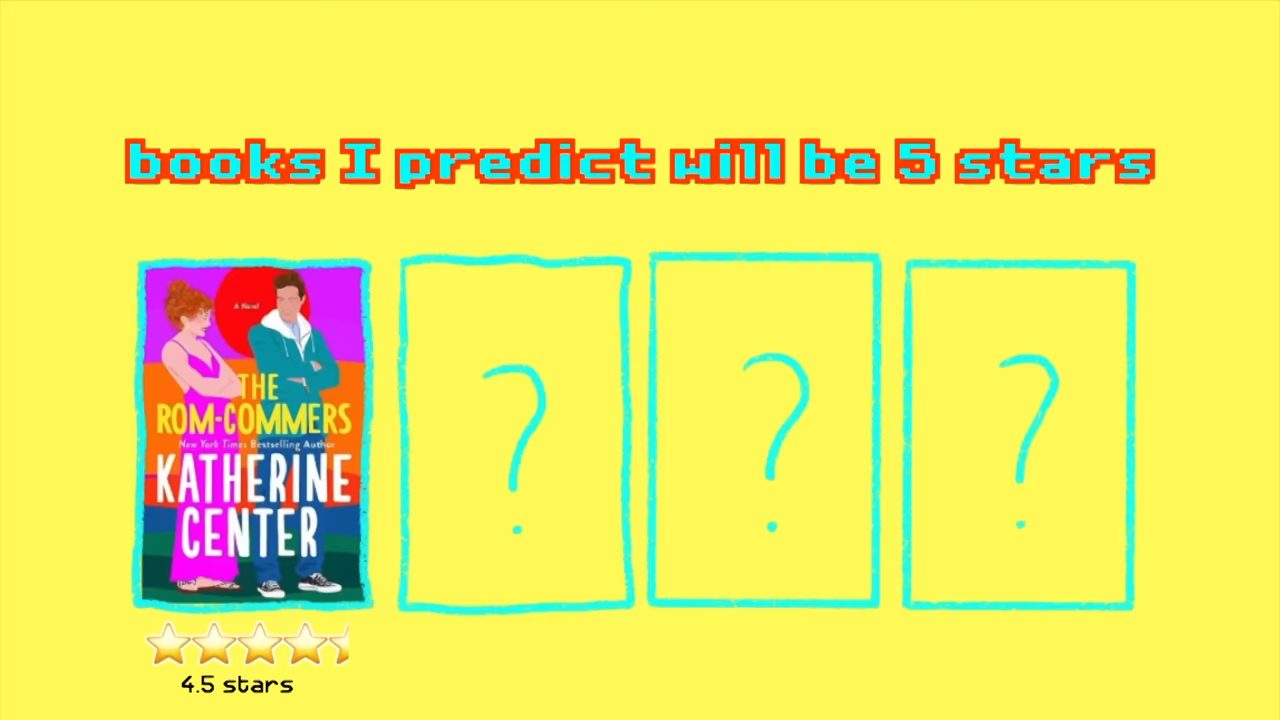 books I predict will be 5 stars
A Novel
THE
ROM-COMMERS
New York Times Bestselling Author
KATHERINE
CENTER
?
?
?
4.5 stars